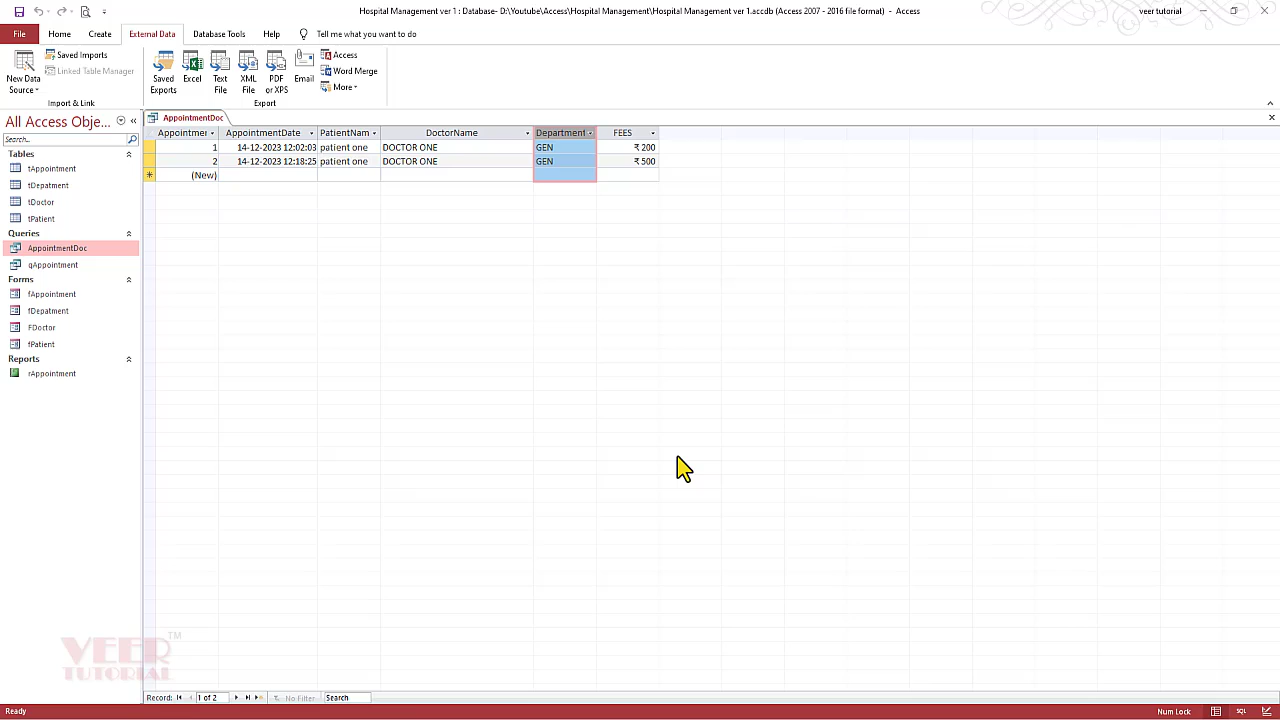 Hospital Management ver 1 : Database- D:\Youtube\Access\Hospital Management\Hospital Management ver 1.accdb (Access 2007 - 2016 file format) - Access
veer tutorial
File Home Create External Data Database Tools Help Tell me what you want to do
New Data Source
Saved Imports
Linked Table Manager
Import & Link
Saved Exports
Excel
Text File
XML File
PDF or XPS
Email
Access
Word Merge
More
Export
All Access Obje...
Search...
Tables
tAppointment
tDepatment
tDoctor
tPatient
Queries
AppointmentDoc
qAppointment
Forms
fAppointment
fDepatment
FDoctor
fPatient
Reports
rAppointment
AppointmentDoc
Appointmer AppointmentDate PatientNam DoctorName Department FEES
1 14-12-2023 12:02:03 patient one DOCTOR ONE GEN ₹ 200
2 14-12-2023 12:18:25 patient one DOCTOR ONE GEN ₹ 500
(New)
VEER TM
TUTORIAL
Record: 1 of 2 No Filter Search
Ready Num Lock SQL